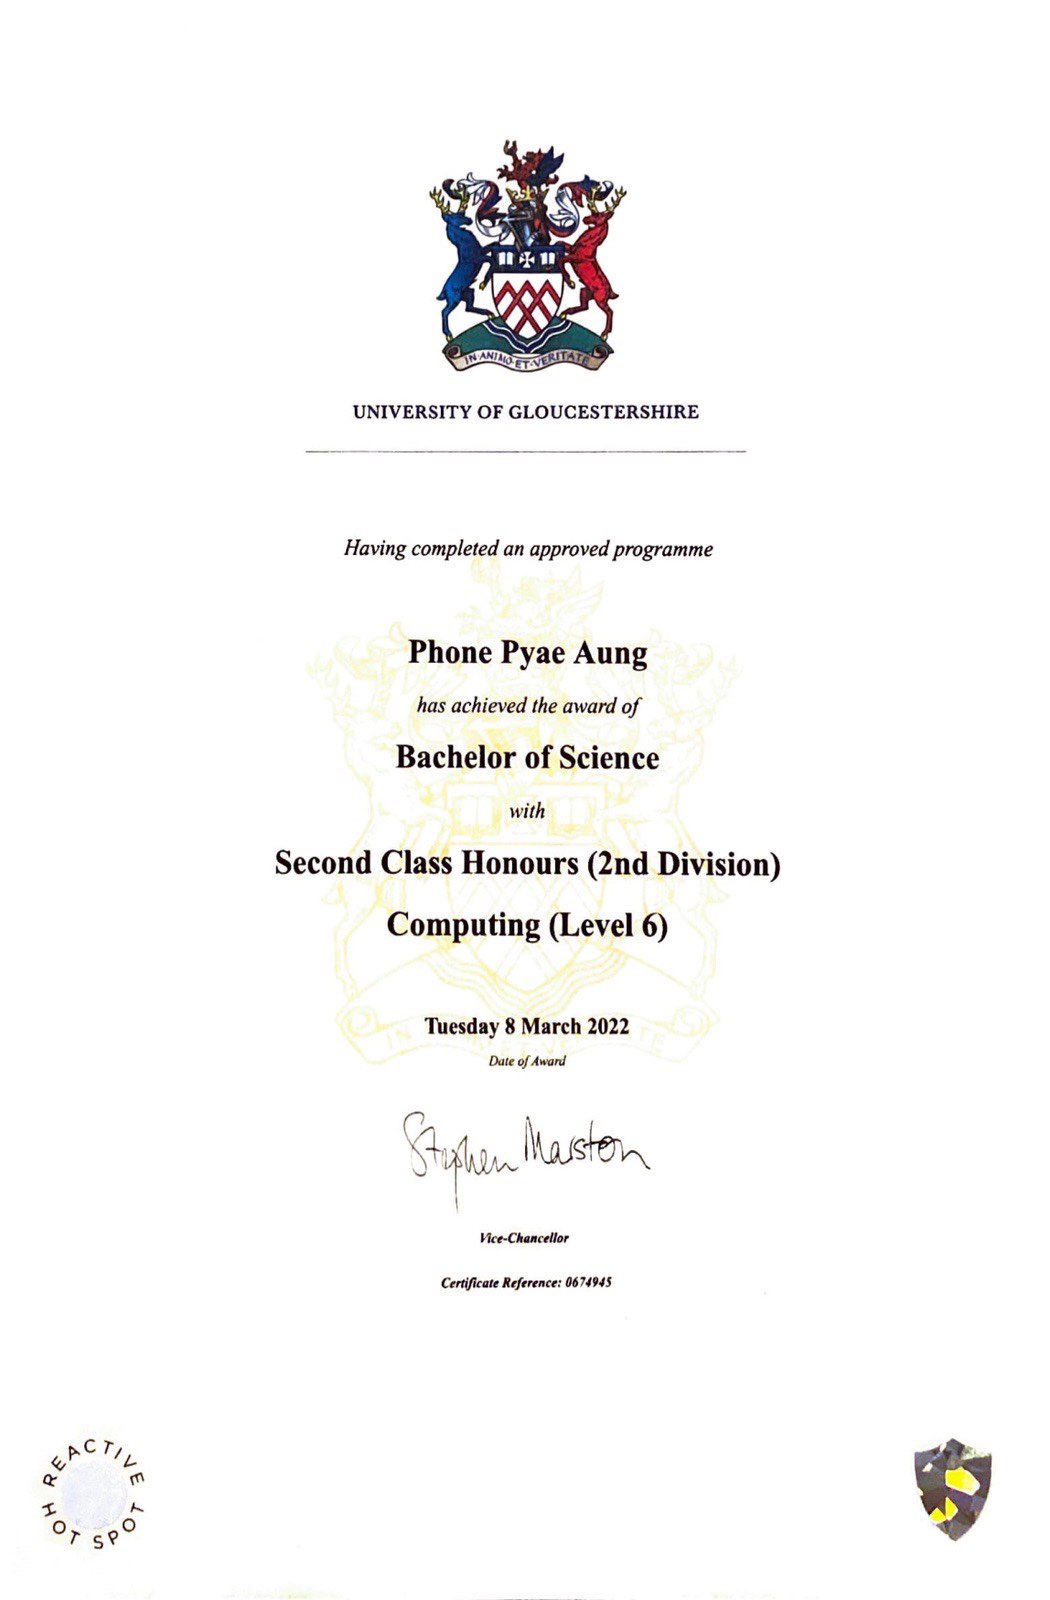 IN·ANIMO·ET·VERITATE
UNIVERSITY OF GLOUCESTERSHIRE
Having completed an approved programme
Phone Pyae Aung
has achieved the award of
Bachelor of Science
with
Second Class Honours (2nd Division)
Computing (Level 6)
Tuesday 8 March 2022
Date of Award
Stephen Marston
Vice-Chancellor
Certificate Reference: 0674945
REACTIVE
HOT SPOT